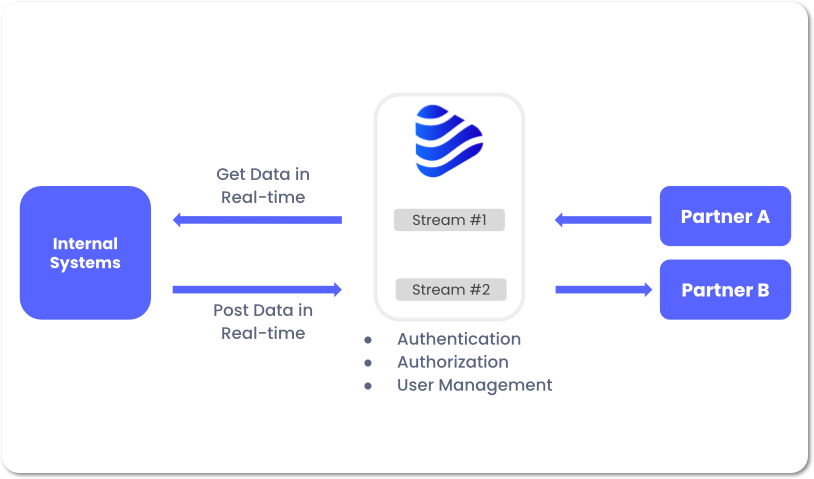 Get Data in
Real-time
Internal
Systems
Post Data in
Real-time
Stream #1
Stream #2
● Authentication
● Authorization
● User Management
Partner A
Partner B